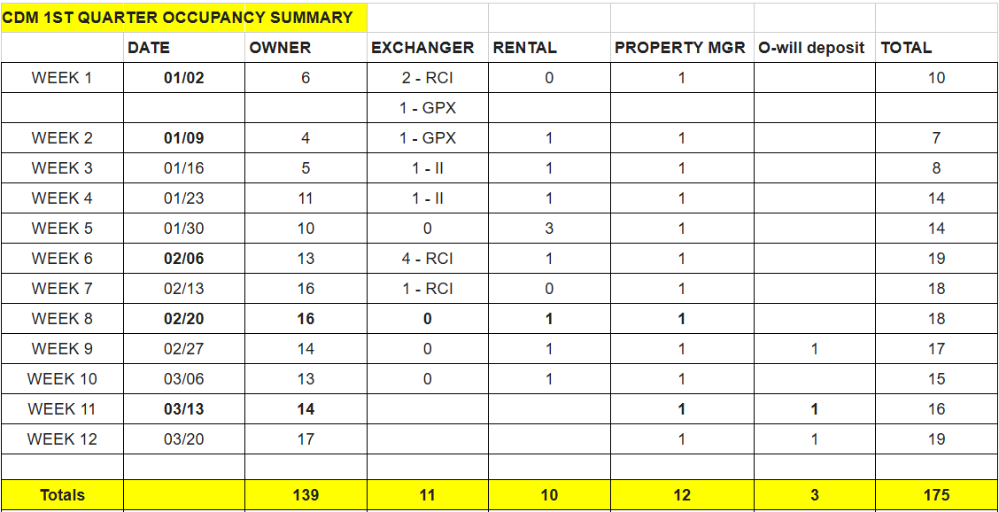 CDM 1ST QUARTER OCCUPANCY SUMMARY
DATE OWNER EXCHANGER RENTAL PROPERTY MGR O-will deposit TOTAL
WEEK 1 01/02 6 2 - RCI 0 1 10
1 - GPX
WEEK 2 01/09 4 1 - GPX 1 1 7
WEEK 3 01/16 5 1 - II 1 1 8
WEEK 4 01/23 11 1 - II 1 1 14
WEEK 5 01/30 10 0 3 1 14
WEEK 6 02/06 13 4 - RCI 1 1 19
WEEK 7 02/13 16 1 - RCI 0 1 18
WEEK 8 02/20 16 0 1 1 18
WEEK 9 02/27 14 0 1 1 1 17
WEEK 10 03/06 13 0 1 1 15
WEEK 11 03/13 14 1 1 16
WEEK 12 03/20 17 1 1 19
Totals 139 11 10 12 3 175